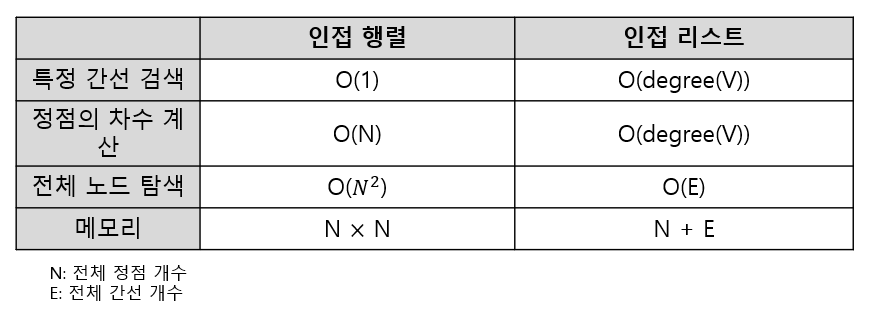 인접 행렬 인접 리스트
특정 간선 검색 O(1) O(degree(V))
정점의 차수 계
산 O(N) O(degree(V))
전체 노드 탐색 O(N²) O(E)
메모리 N × N N + E
N: 전체 정점 개수
E: 전체 간선 개수